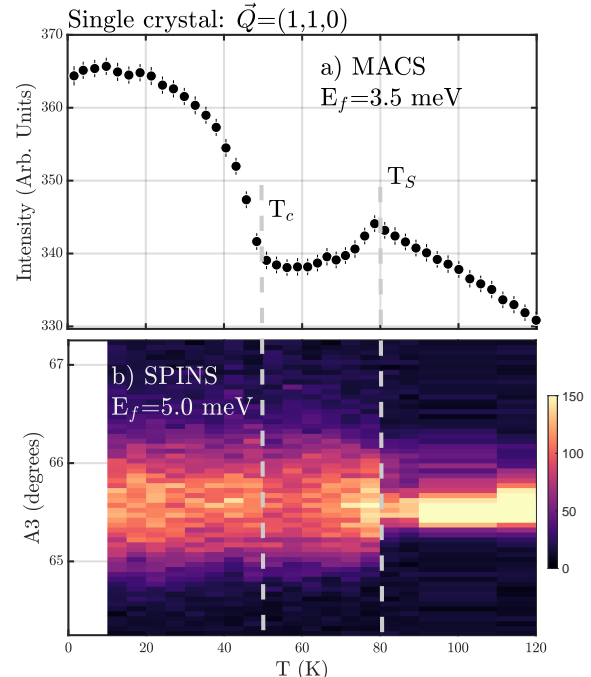 Single crystal: Q⃗=(1,1,0)
370
360
350
340
330
Intensity (Arb. Units)
a) MACS
E_f=3.5 meV
T_c
T_S
67
66
65
A3 (degrees)
b) SPINS
E_f=5.0 meV
150
100
50
0
0 20 40 60 80 100 120
T (K)